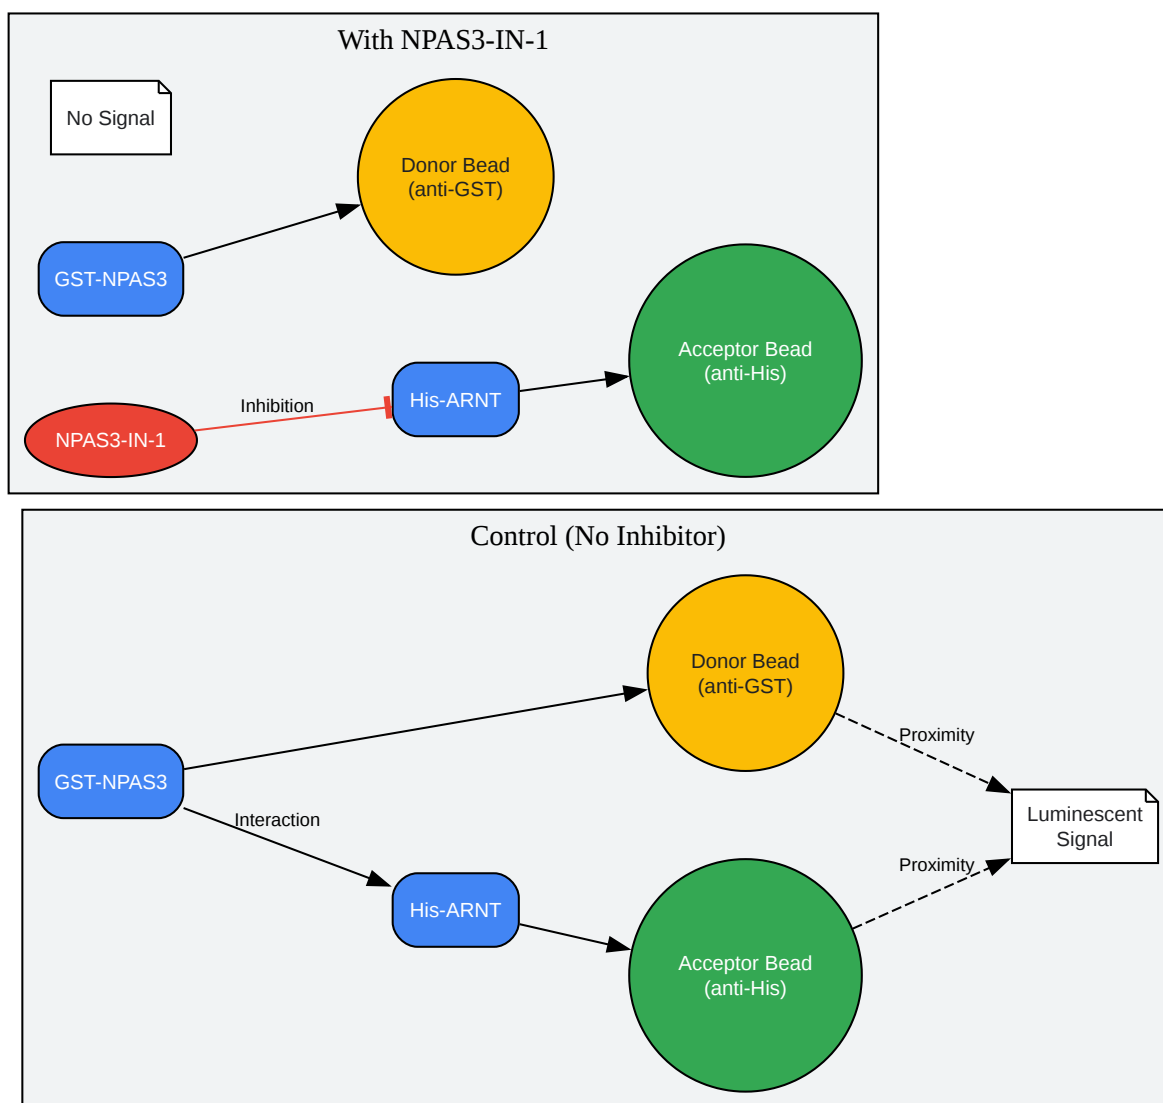 With NPAS3-IN-1
No Signal
Donor Bead
(anti-GST)
GST-NPAS3
Acceptor Bead
(anti-His)
Inhibition
His-ARNT
NPAS3-IN-1
Control (No Inhibitor)
Donor Bead
(anti-GST)
Proximity
GST-NPAS3
Interaction
Luminescent
Signal
Proximity
His-ARNT
Acceptor Bead
(anti-His)